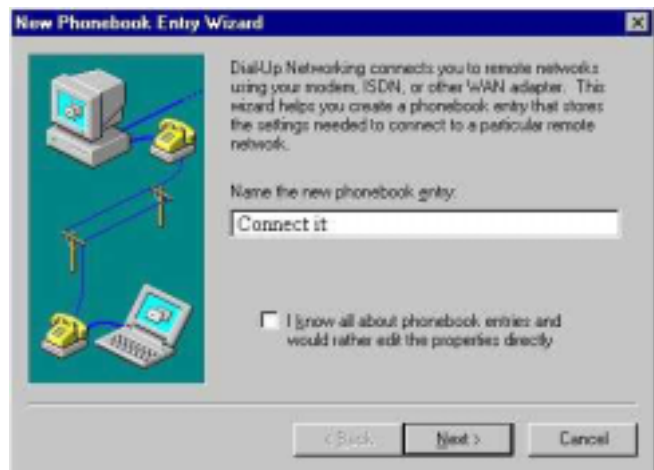 New Phonebook Entry Wizard
Dial-Up Networking connects you to remote networks
using your modem, ISDN, or other WAN adapter. This
wizard helps you create a phonebook entry that stores
the settings needed to connect to a particular remote
network.
Name the new phonebook entry:
Connect it
I know all about phonebook entries and
would rather edit the properties directly
< Back
Next >
Cancel